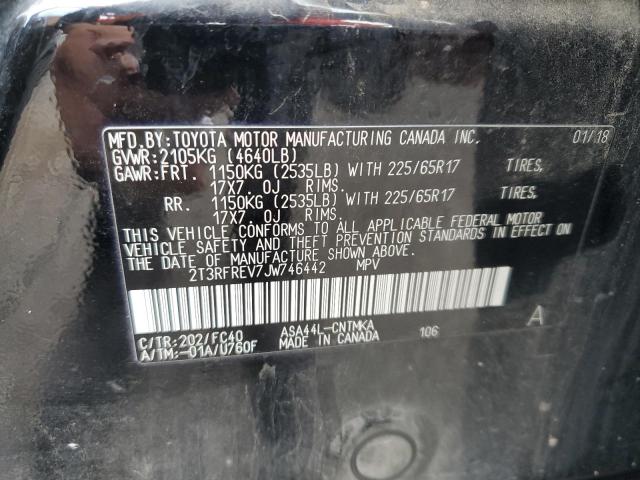 MFD.BY:TOYOTA MOTOR MANUFACTURING CANADA INC. 01/18
GVWR:2105KG (4640LB)
GAWR:FRT. 1150KG (2535LB) WITH 225/65R17 TIRES,
17X7.0J RIMS.
RR. 1150KG (2535LB) WITH 225/65R17 TIRES,
17X7.0J RIMS.
THIS VEHICLE CONFORMS TO ALL APPLICABLE FEDERAL MOTOR
VEHICLE SAFETY AND THEFT PREVENTION STANDARDS IN EFFECT ON
THE DATE OF MANUFACTURE SHOWN ABOVE.
2T3RFREV7JW746442 MPV
C/TR:202/FC40 ASA44L-CNTMKA 106 A
A/TM:-01A/U760F MADE IN CANADA